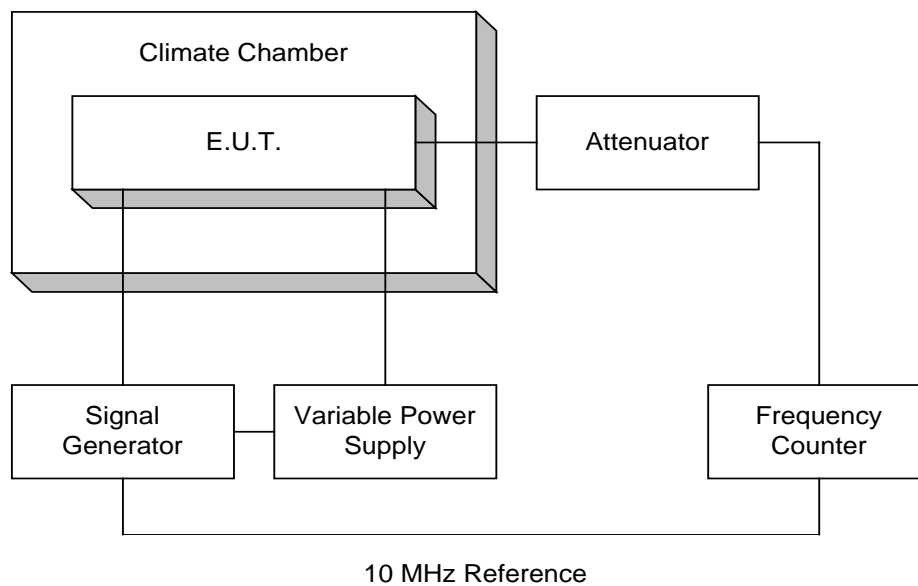 Climate Chamber
E.U.T.
Attenuator
Signal
Generator
Variable Power
Supply
Frequency
Counter
10 MHz Reference